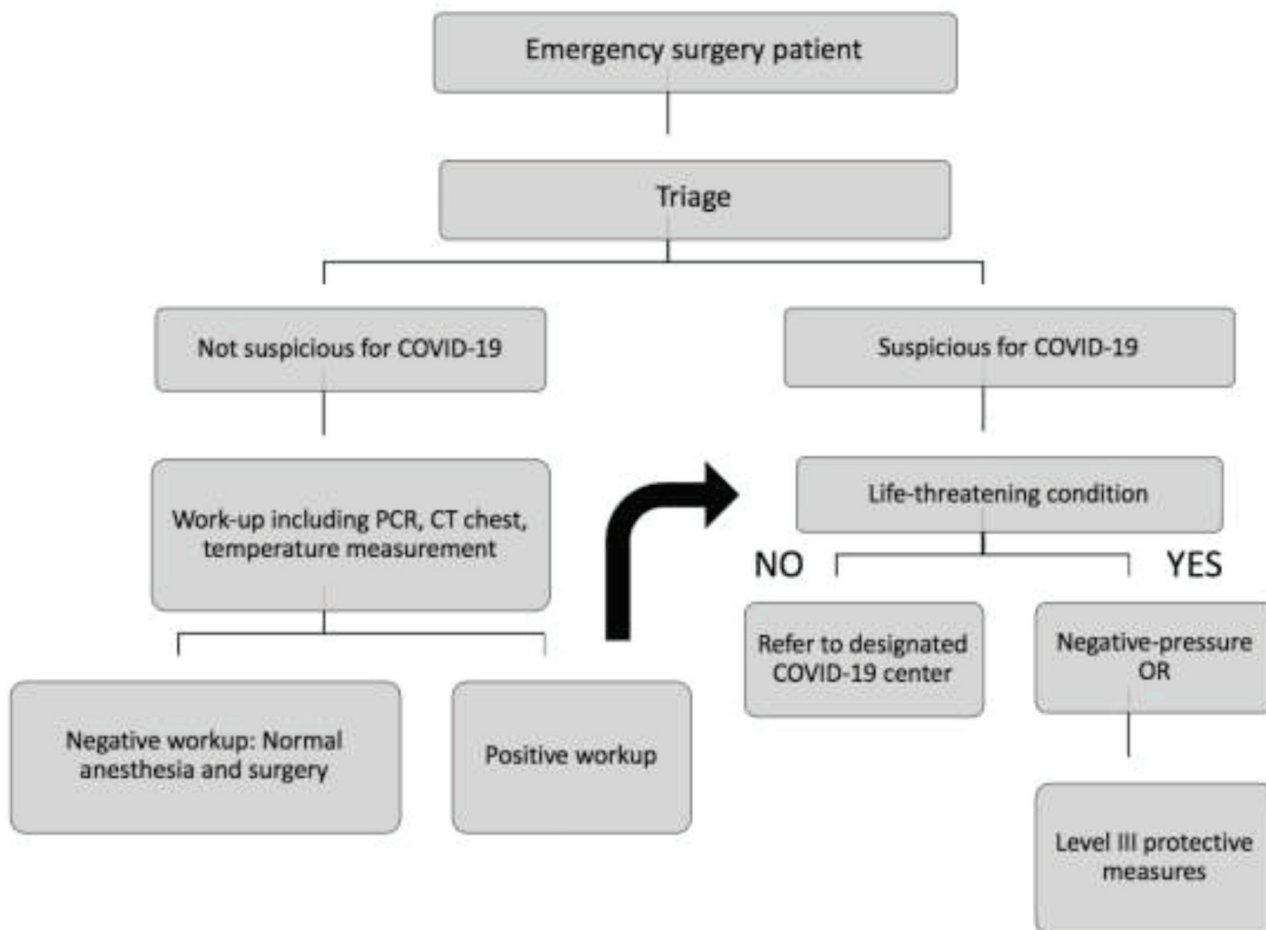 Emergency surgery patient
Triage
Not suspicious for COVID-19
Suspicious for COVID-19
Work-up including PCR, CT chest,
temperature measurement
Life-threatening condition
NO
YES
Refer to designated
COVID-19 center
Negative-pressure
OR
Negative workup: Normal
anesthesia and surgery
Positive workup
Level III protective
measures